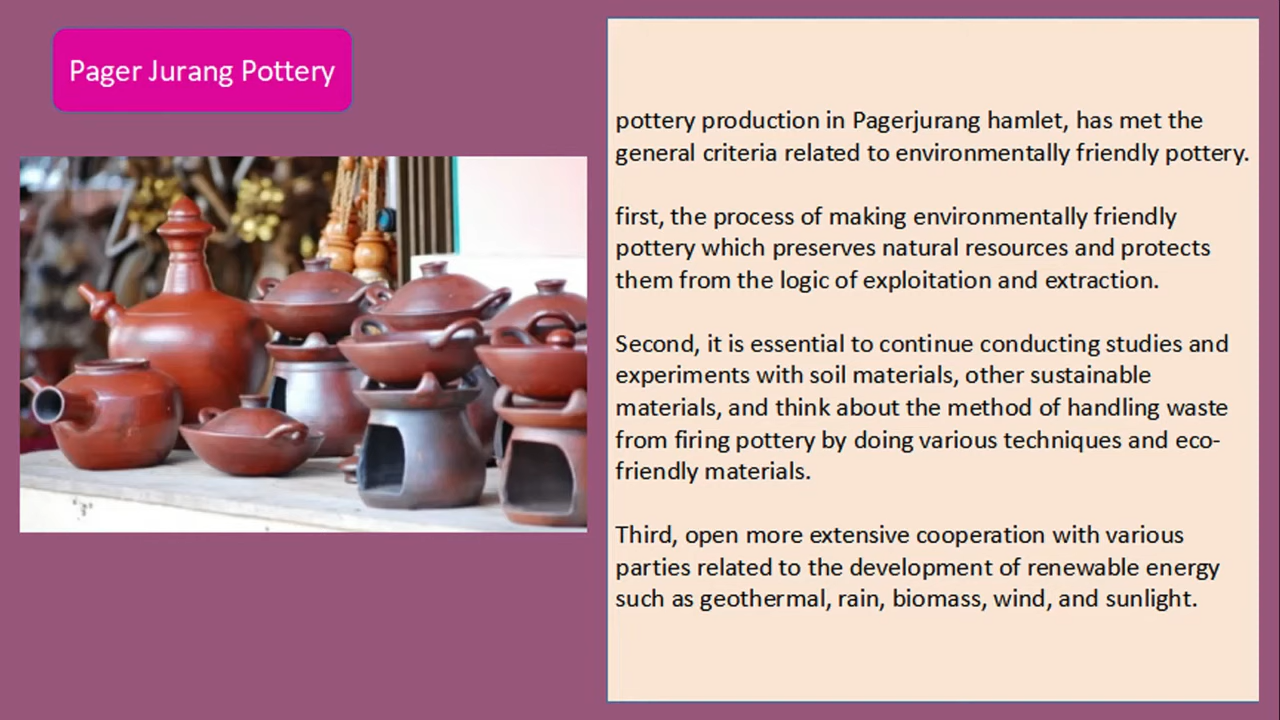 Pager Jurang Pottery
pottery production in Pagerjurang hamlet, has met the
general criteria related to environmentally friendly pottery.
first, the process of making environmentally friendly
pottery which preserves natural resources and protects
them from the logic of exploitation and extraction.
Second, it is essential to continue conducting studies and
experiments with soil materials, other sustainable
materials, and think about the method of handling waste
from firing pottery by doing various techniques and eco-
friendly materials.
Third, open more extensive cooperation with various
parties related to the development of renewable energy
such as geothermal, rain, biomass, wind, and sunlight.